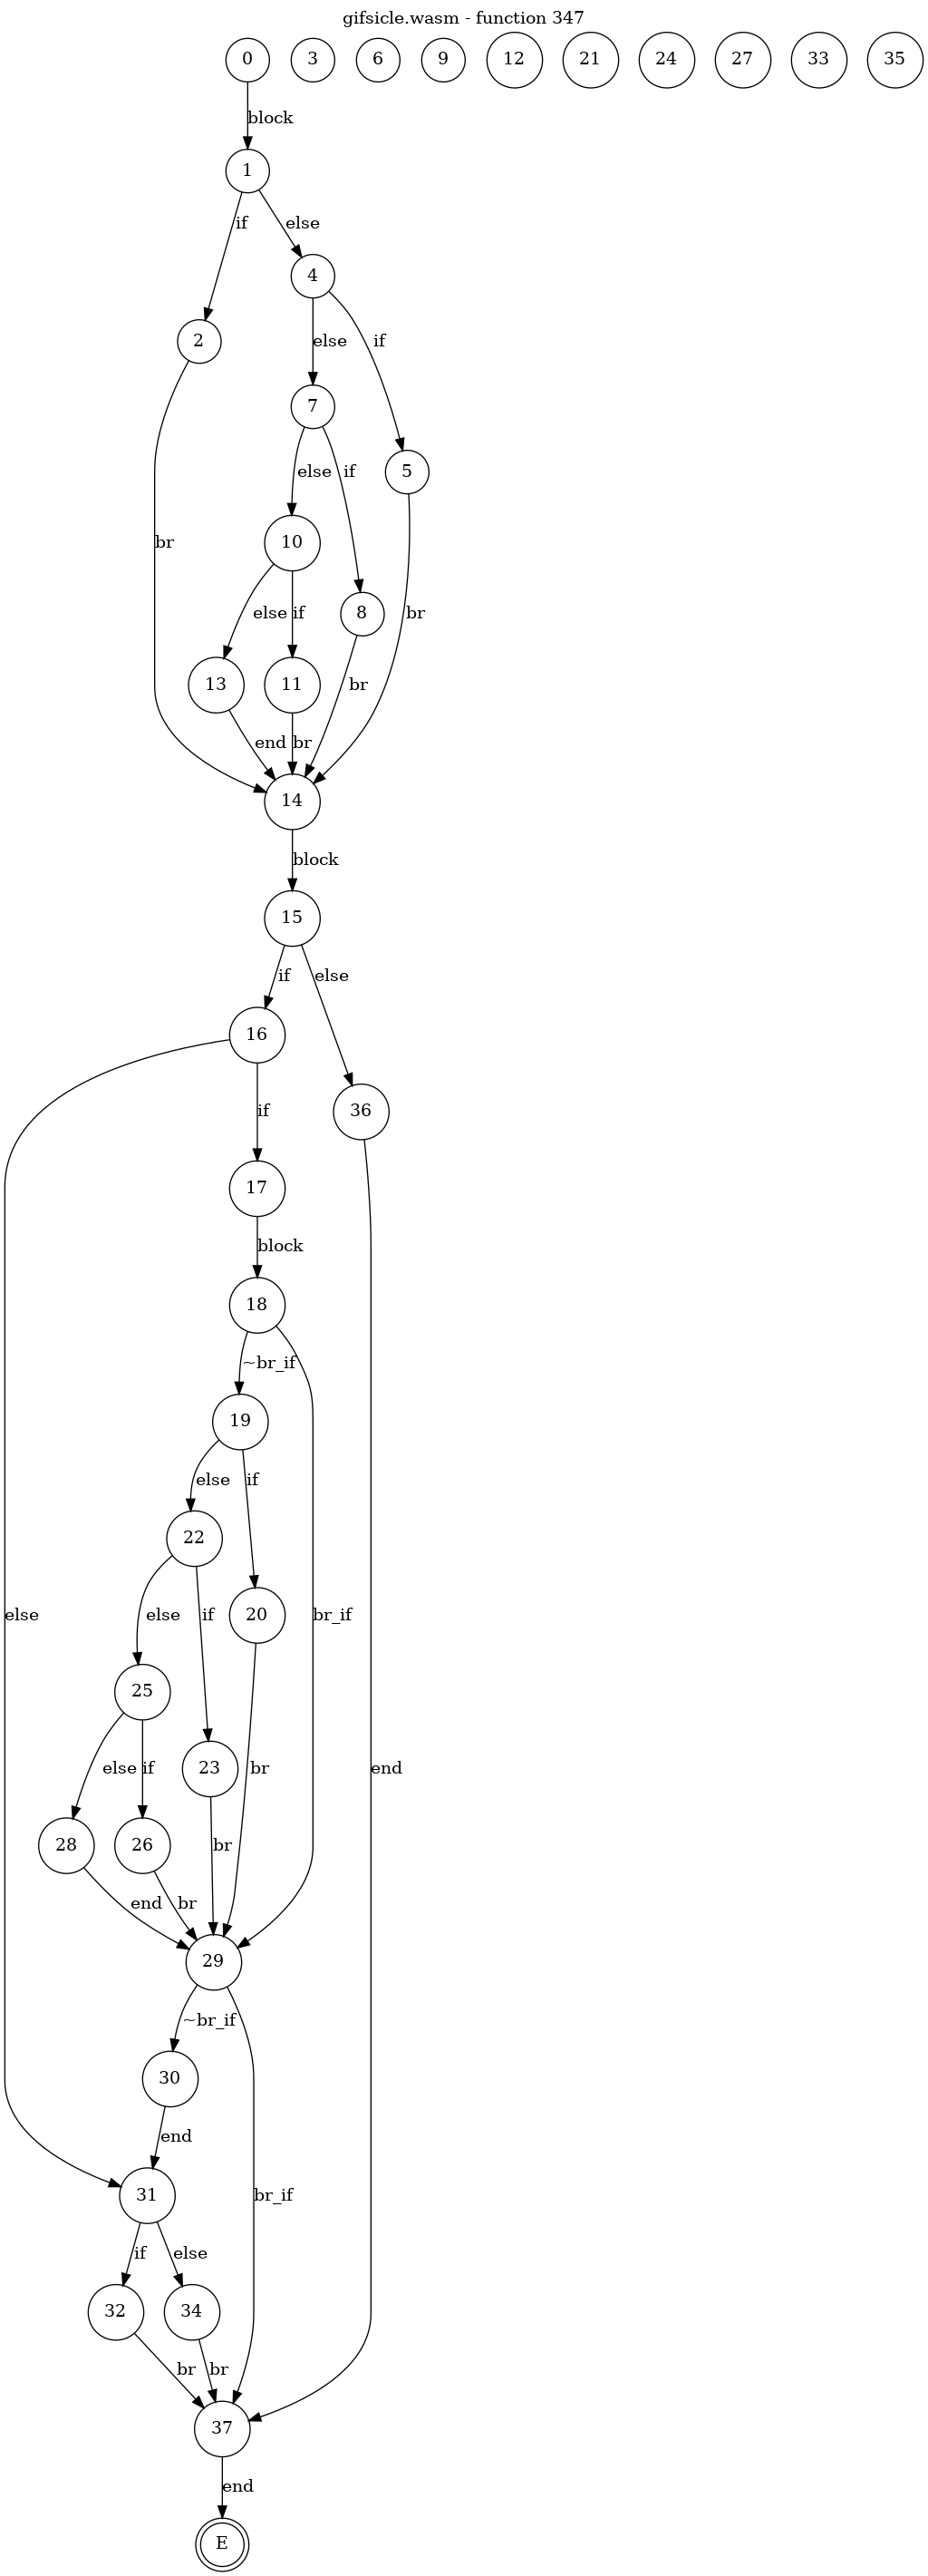 gifsicle.wasm - function 347
0 3 6 9 12 21 24 27 33 35
block
1
if else
4
2 else if
7
5
else if
10
br
8
else if br
13 11 br
end br
14
block
15
if else
16
36
if
17
block
18
~br_if
19
else if
22
20
else else if br_if
25
23
else if br end
28 26 br
end br
29
~br_if
30
end
31 br_if
if else
32 34
br br
37
end
E